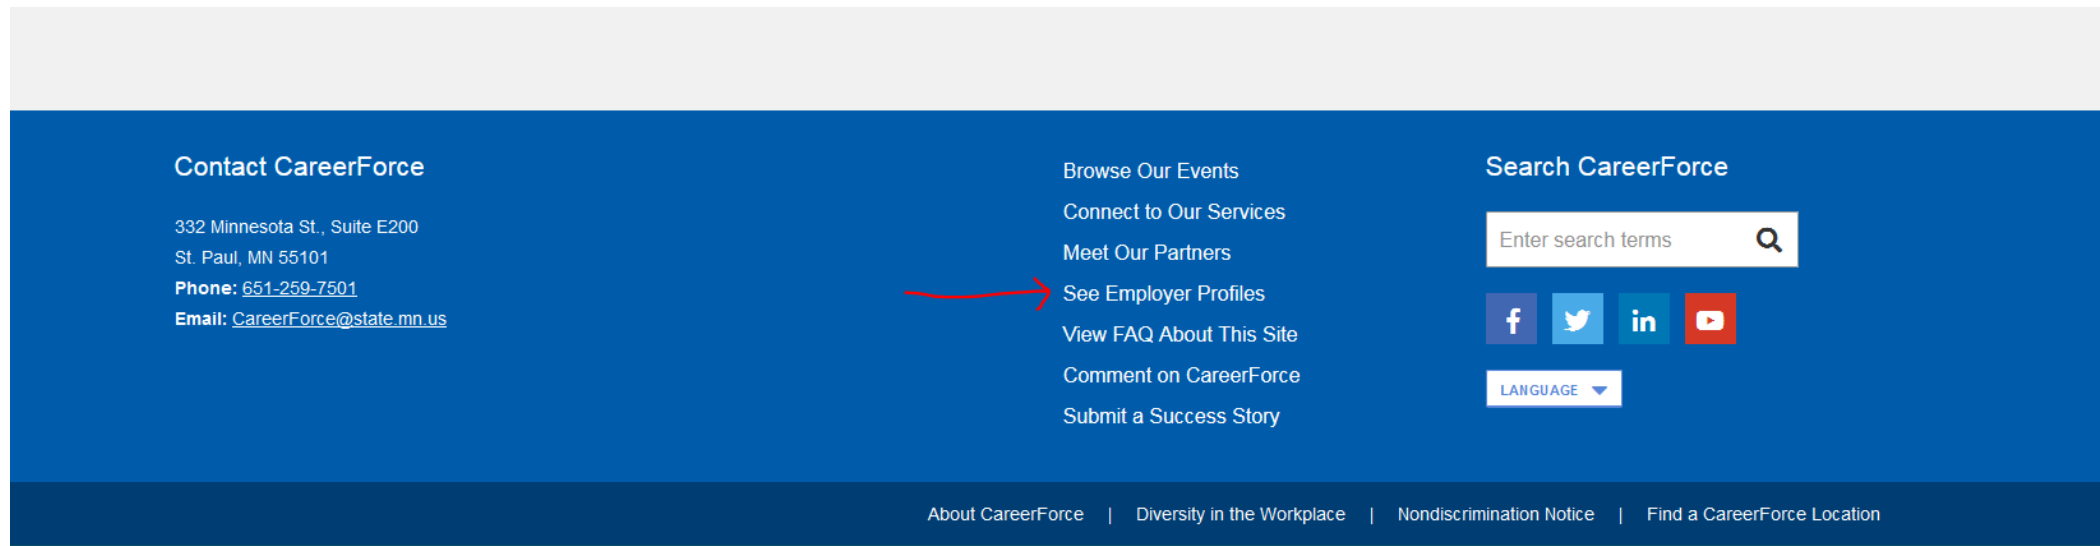 Contact CareerForce
332 Minnesota St., Suite E200
St. Paul, MN 55101
Phone: 651-259-7501
Email: CareerForce@state.mn.us
Browse Our Events
Connect to Our Services
Meet Our Partners
See Employer Profiles
View FAQ About This Site
Comment on CareerForce
Submit a Success Story
Search CareerForce
Enter search terms
f
in
LANGUAGE
About CareerForce | Diversity in the Workplace | Nondiscrimination Notice | Find a CareerForce Location